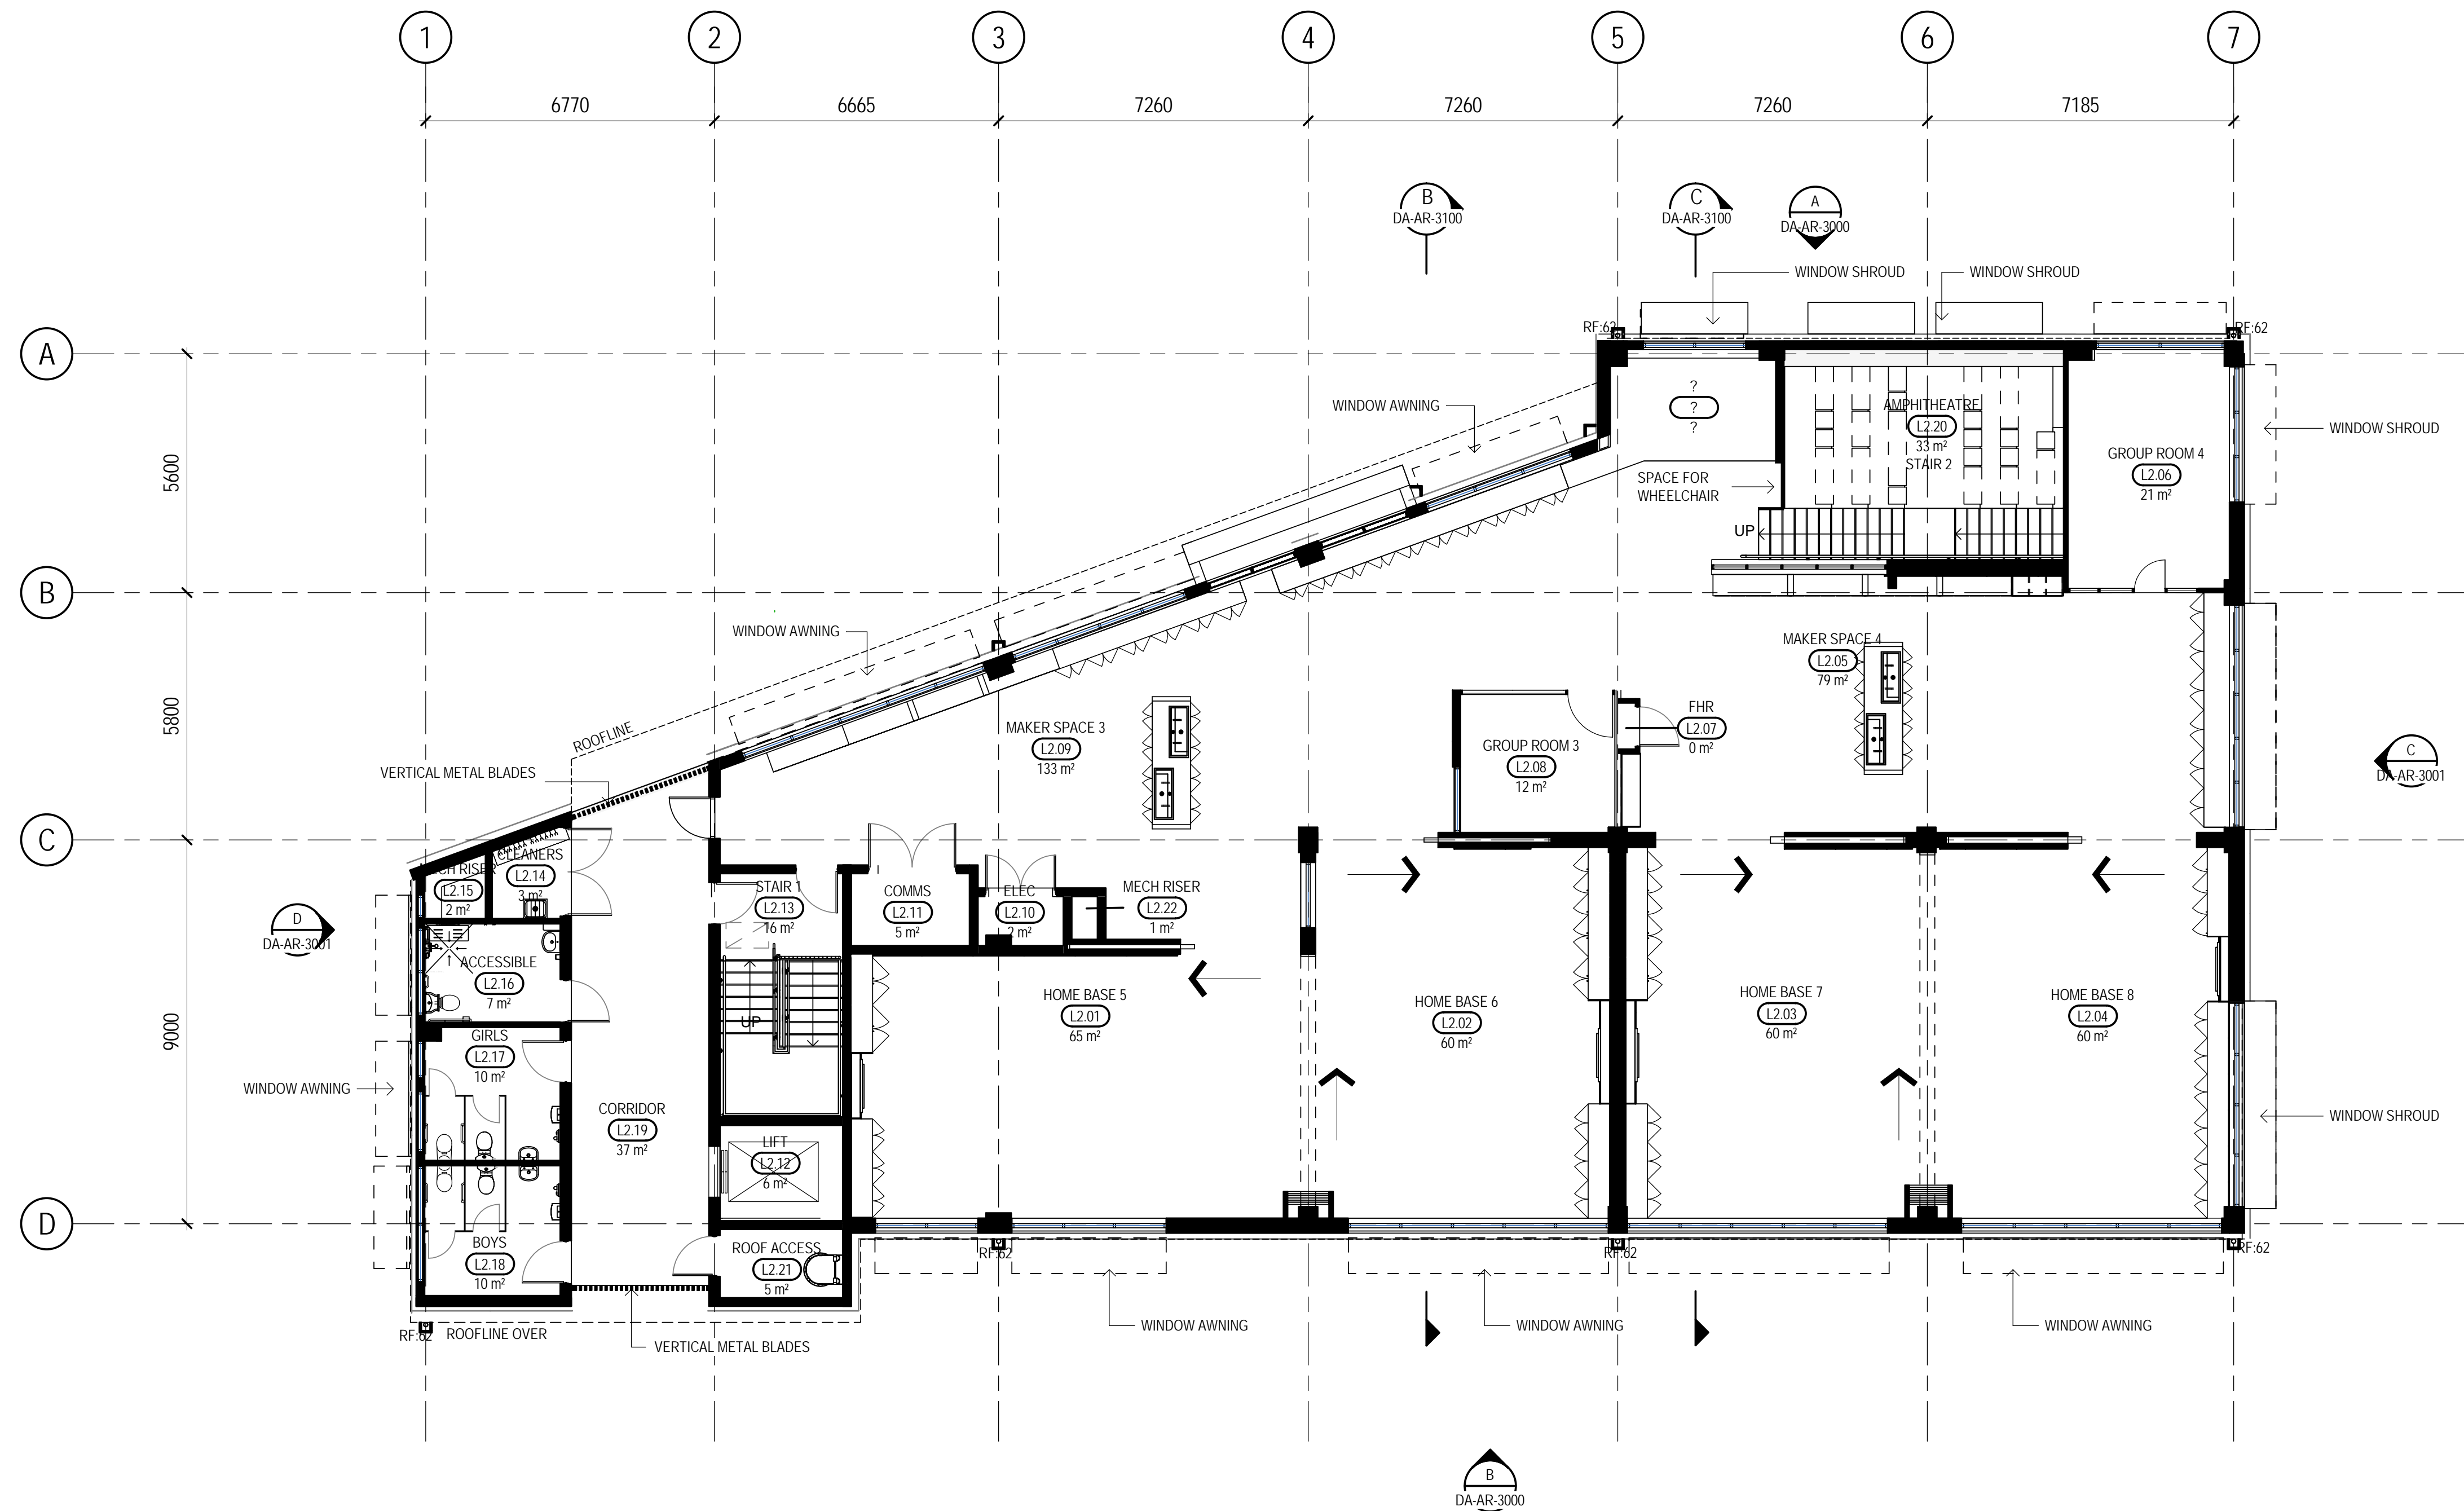 1 2 3 4 5 6 7
6770 6665 7260 7260 7260 7185
B
DA-AR-3100
C
DA-AR-3100
A
DA-AR-3000
WINDOW SHROUD
WINDOW SHROUD
RF:62
RF:62
A
WINDOW AWNING
?
?
?
AMPHITHEATRE
L2.20
33 m²
STAIR 2
WINDOW SHROUD
GROUP ROOM 4
L2.06
21 m²
5600
SPACE FOR
WHEELCHAIR
UP
B
WINDOW AWNING
MAKER SPACE 4
L2.05
79 m²
5800
ROOFLINE
MAKER SPACE 3
L2.09
133 m²
FHR
L2.07
0 m²
GROUP ROOM 3
L2.08
12 m²
VERTICAL METAL BLADES
C
DA-AR-3001
C
MECH RISER
L2.15
2 m²
CLEANERS
L2.14
3 m²
STAIR 1
L2.13
16 m²
COMMS
L2.11
5 m²
ELEC
L2.10
2 m²
MECH RISER
L2.22
1 m²
D
DA-AR-3001
ACCESSIBLE
L2.16
7 m²
HOME BASE 5
L2.01
65 m²
HOME BASE 6
L2.02
60 m²
HOME BASE 7
L2.03
60 m²
HOME BASE 8
L2.04
60 m²
9000
UP
GIRLS
L2.17
10 m²
WINDOW AWNING
CORRIDOR
L2.19
37 m²
WINDOW SHROUD
LIFT
L2.12
6 m²
D
BOYS
L2.18
10 m²
ROOF ACCESS
L2.21
5 m²
RF:62
RF:62
RF:62
RF:62
ROOFLINE OVER
VERTICAL METAL BLADES
WINDOW AWNING
WINDOW AWNING
WINDOW AWNING
B
DA-AR-3000